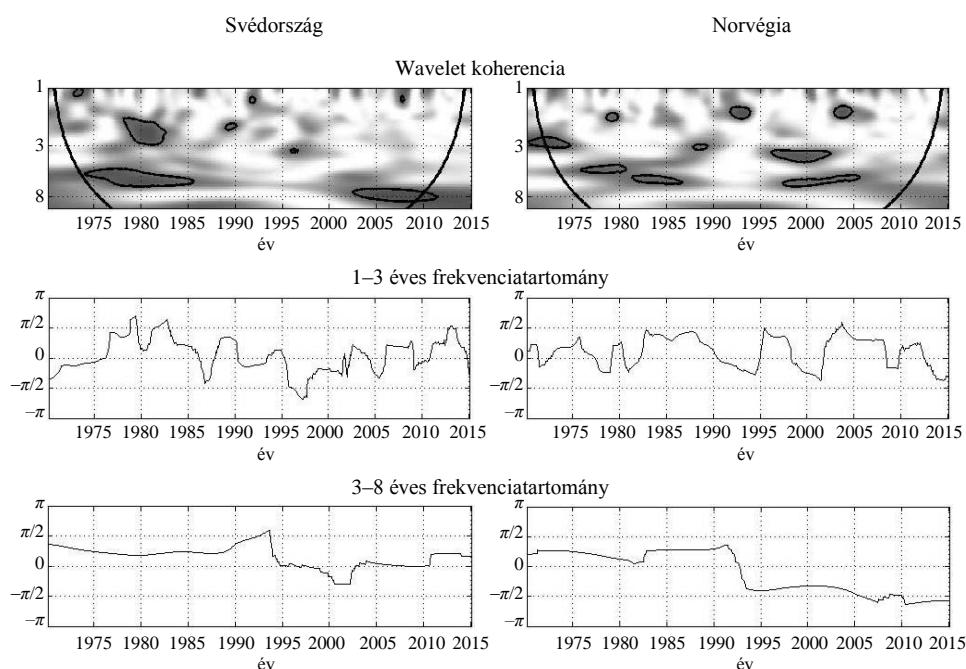 Svédország Norvégia
Wavelet koherencia
1 1
3 3
8 8
1975 1980 1985 1990 1995 2000 2005 2010 2015 1975 1980 1985 1990 1995 2000 2005 2010 2015
év év
1–3 éves frekvenciatartomány
π π
π/2 π/2
0 0
−π/2 −π/2
−π −π
1975 1980 1985 1990 1995 2000 2005 2010 2015 1975 1980 1985 1990 1995 2000 2005 2010 2015
év év
3–8 éves frekvenciatartomány
π π
π/2 π/2
0 0
−π/2 −π/2
−π −π
1975 1980 1985 1990 1995 2000 2005 2010 2015 1975 1980 1985 1990 1995 2000 2005 2010 2015
év év